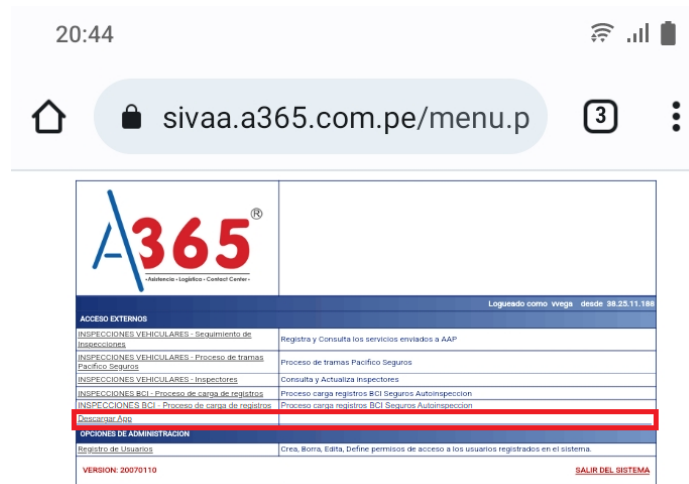 20:44
sivaa.a365.com.pe/menu.p
3
A365®
•Asistencia • Logística • Contact Center•
Logueado como vvega desde 38.25.11.188
ACCESO EXTERNOS
INSPECCIONES VEHICULARES - Seguimiento de Inspecciones
Registra y Consulta los servicios enviados a AAP
INSPECCIONES VEHICULARES - Proceso de tramas Pacifico Seguros
Proceso de tramas Pacifico Seguros
INSPECCIONES VEHICULARES - Inspectores
Consulta y Actualiza inspectores
INSPECCIONES BCI - Proceso de carga de registros
Proceso carga registros BCI Seguros Autoinspeccion
INSPECCIONES BCI - Proceso de carga de registros
Proceso carga registros BCI Seguros Autoinspeccion
Descargar App
OPCIONES DE ADMINISTRACION
Registro de Usuarios
Crea, Borra, Edita, Define permisos de acceso a los usuarios registrados en el sistema.
VERSION: 20070110
SALIR DEL SISTEMA